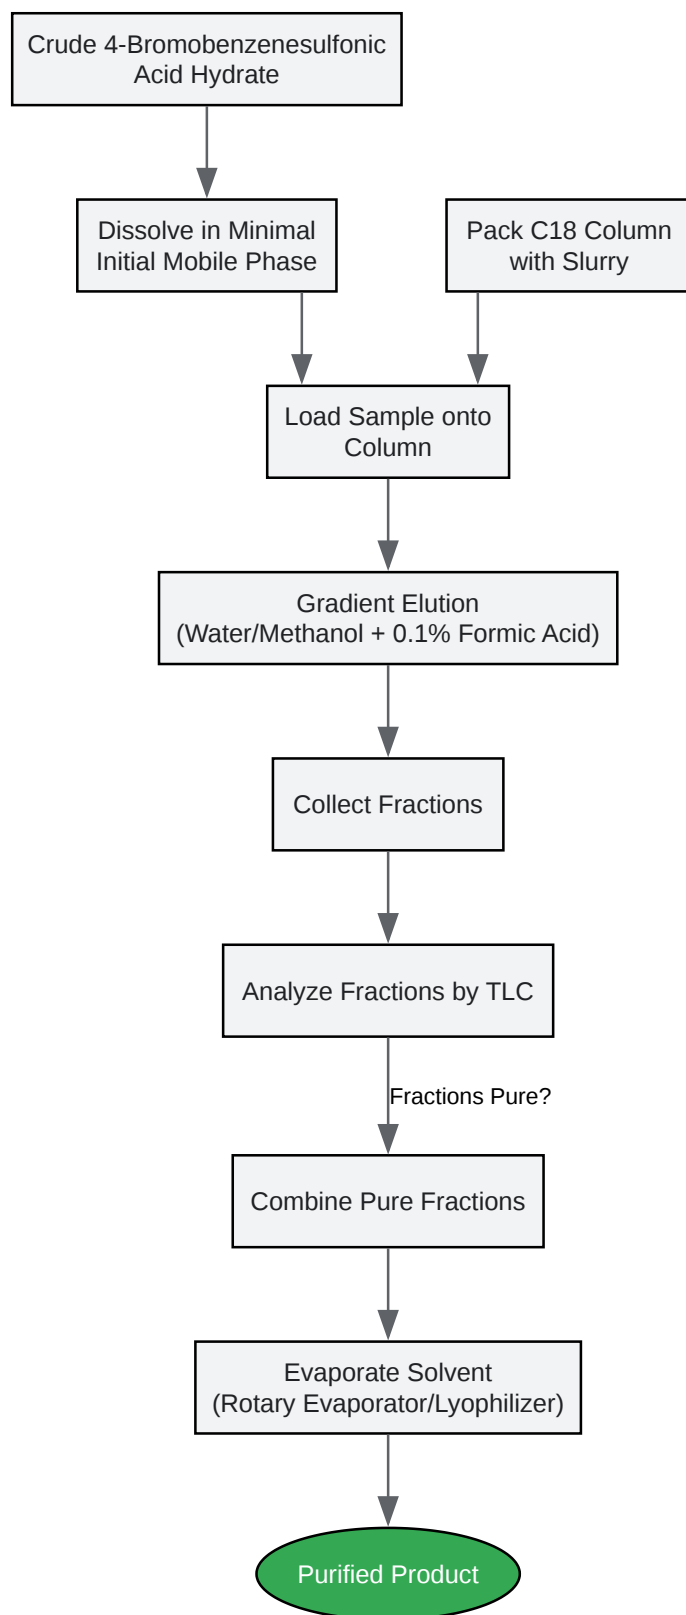 Crude 4-Bromobenzenesulfonic
Acid Hydrate
Dissolve in Minimal
Initial Mobile Phase
Pack C18 Column
with Slurry
Load Sample onto
Column
Gradient Elution
(Water/Methanol + 0.1% Formic Acid)
Collect Fractions
Analyze Fractions by TLC
Fractions Pure?
Combine Pure Fractions
Evaporate Solvent
(Rotary Evaporator/Lyophilizer)
Purified Product